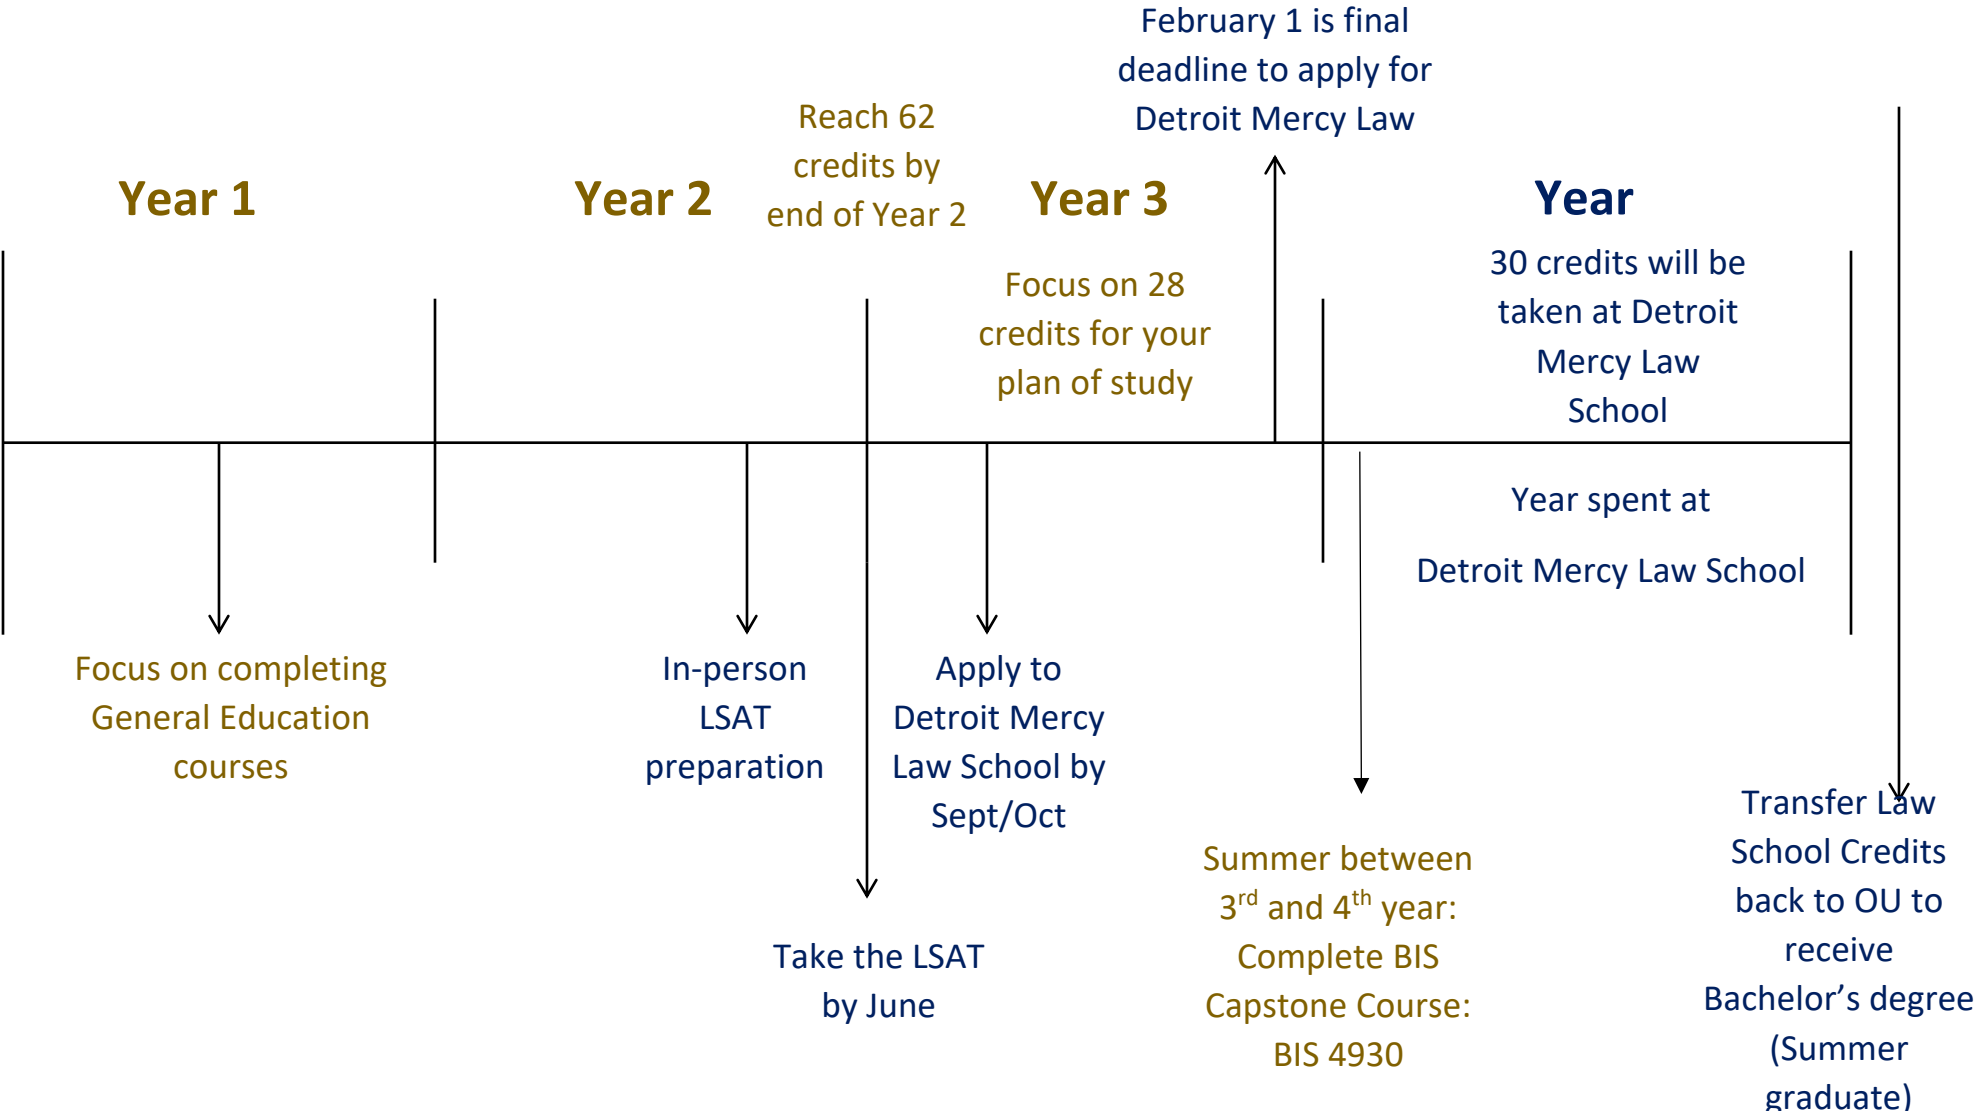 February 1 is final
deadline to apply for
Detroit Mercy Law
Reach 62
credits by
end of Year 2
Year 1
Year 2
Year 3
Year
Focus on 28
credits for your
plan of study
30 credits will be
taken at Detroit
Mercy Law
School
Year spent at
Detroit Mercy Law School
Focus on completing
General Education
courses
In-person
LSAT
preparation
Apply to
Detroit Mercy
Law School by
Sept/Oct
Take the LSAT
by June
Summer between
3rd and 4th year:
Complete BIS
Capstone Course:
BIS 4930
Transfer Law
School Credits
back to OU to
receive
Bachelor’s degree
(Summer
graduate)